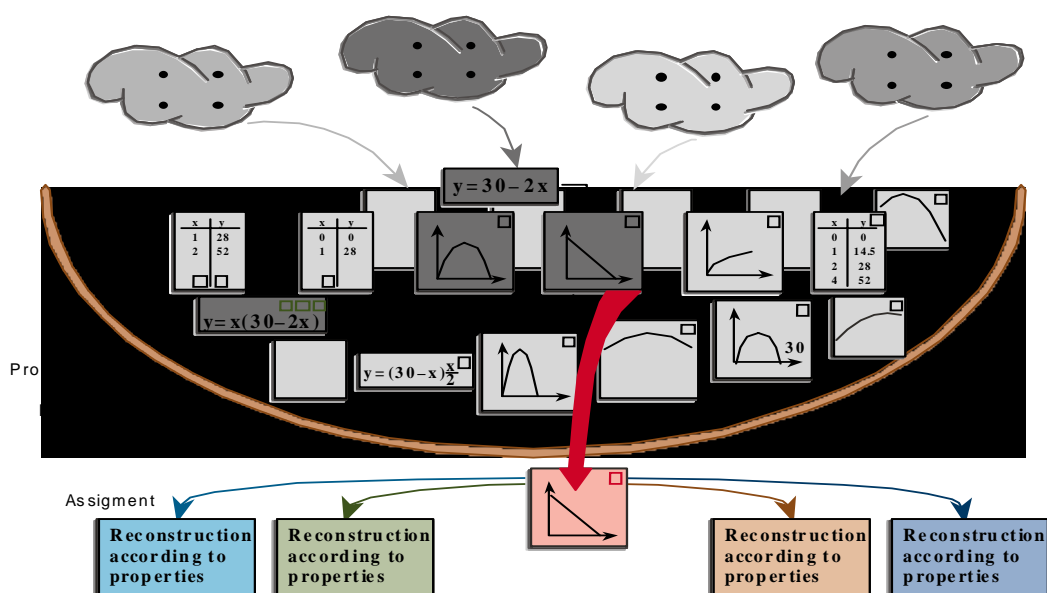 y=30–2x
x y
1 28
2 52
x y
0 0
1 28
x y
0 0
1 14.5
2 28
4 52
y=x(30–2x)
y=(30–x)x/2
30
Pro
Assigment
Reconstruction
according to
properties
Reconstruction
according to
properties
Reconstruction
according to
properties
Reconstruction
according to
properties